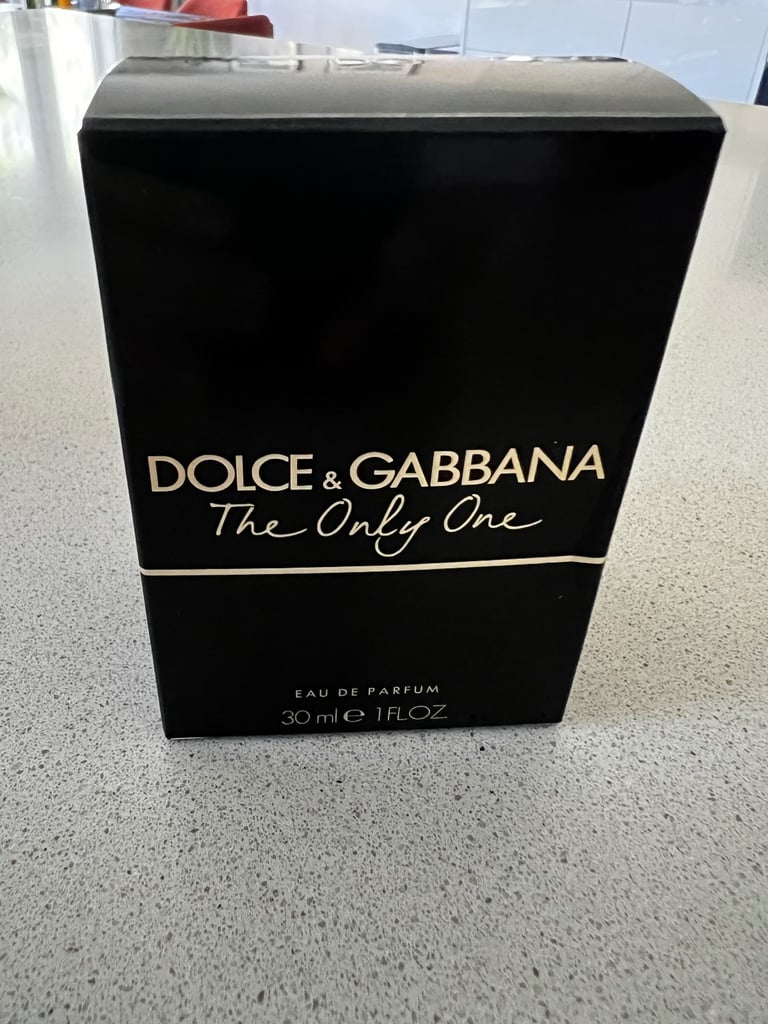 DOLCE & GABBANA
The Only One
EAU DE PARFUM
30 ml ℮ 1 FL OZ